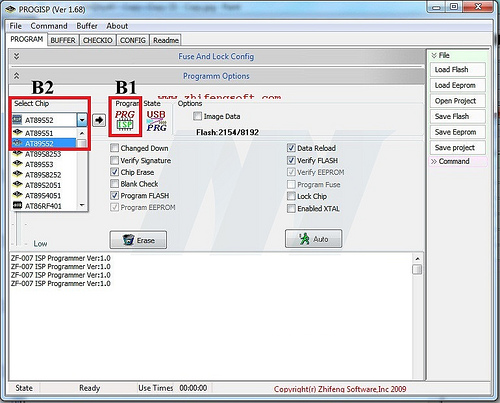 PROGISP (Ver 1.68)
File Command Buffer About
PROGRAM BUFFER CHECKIO CONFIG Readme
Fuse And Lock Config
Programm Options
www.zhifengsoft.com
B2 B1
Select Chip Program State Options
AT89S52
PRG ISP USB PRG
Image Data
Flash:2154/8192
AT89S51
AT89S52
AT89S8253
AT89S53
AT89S8252
AT89S2051
AT89S4051
AT86RF401
Changed Down
Verify Signature
Chip Erase
Blank Check
Program FLASH
Program EEPROM
Data Reload
Verify FLASH
Verify EEPROM
Program Fuse
Lock Chip
Enabled XTAL
Low
Erase Auto
ZF-007 ISP Programmer Ver:1.0
ZF-007 ISP Programmer Ver:1.0
ZF-007 ISP Programmer Ver:1.0
ZF-007 ISP Programmer Ver:1.0
File
Load Flash
Load Eeprom
Open Project
Save Flash
Save Eeprom
Save project
Command
State Ready Use Times 00:00:00 Copyright(r) Zhifeng Software,Inc 2009